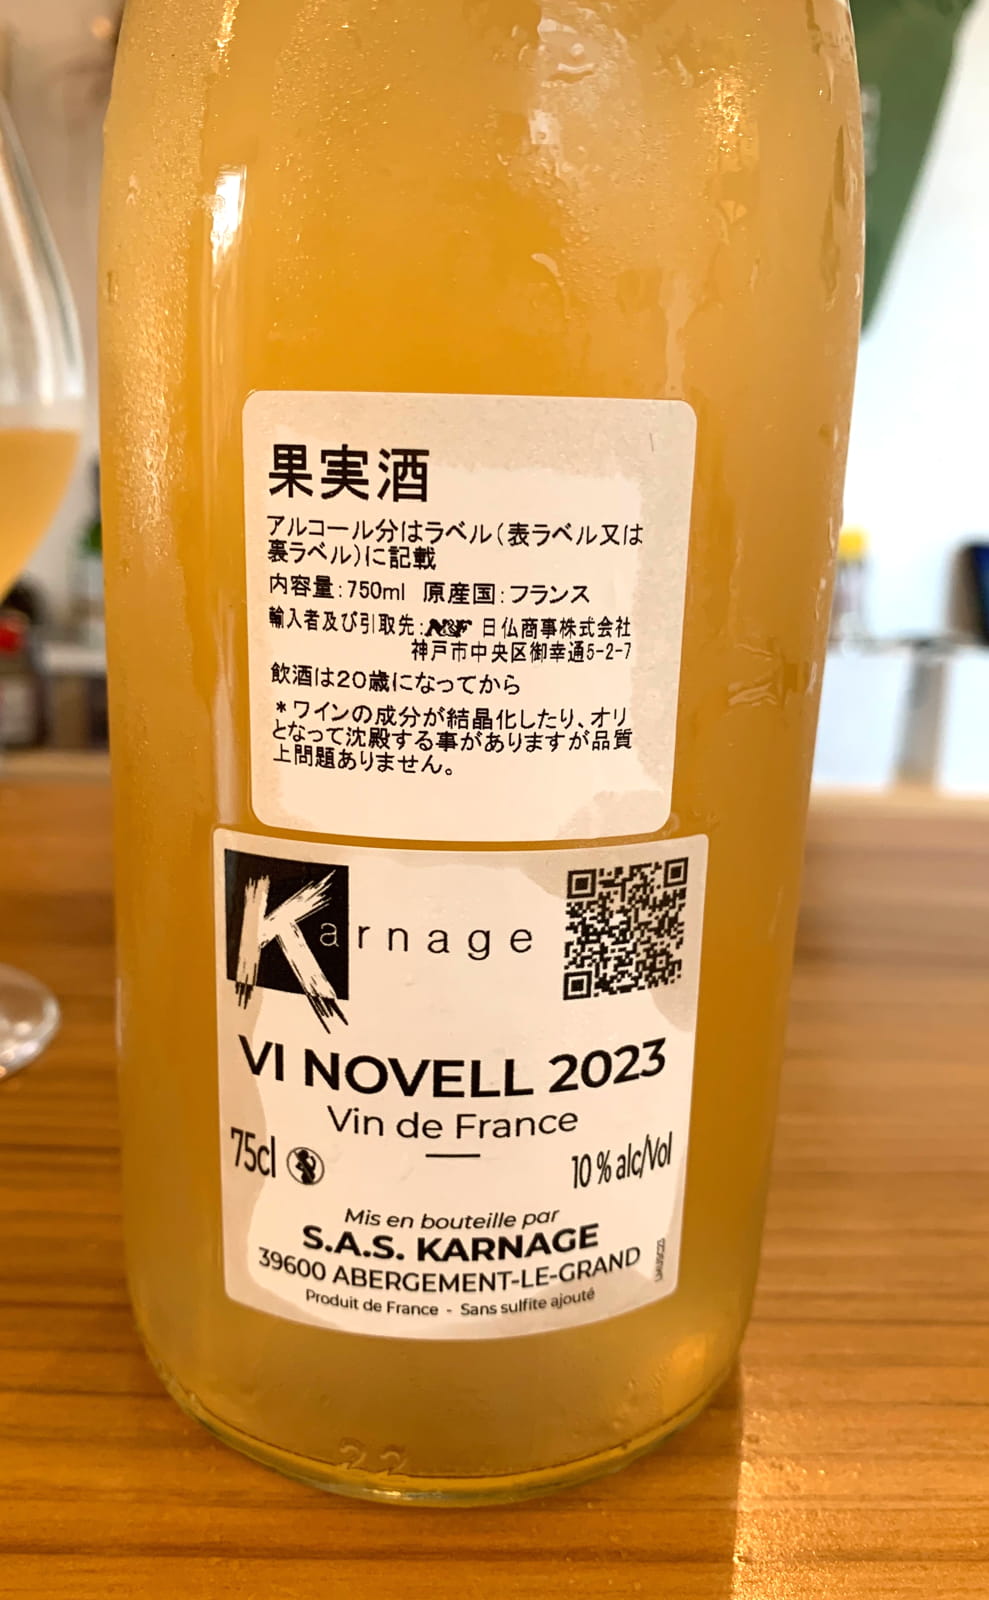 果実酒
アルコール分はラベル(表ラベル又は
裏ラベル)に記載
内容量:750ml 原産国:フランス
輸入者及び引取先:N&F 日仏商事株式会社
神戸市中央区御幸通5-2-7
飲酒は20歳になってから
*ワインの成分が結晶化したり、オリ
となって沈殿する事がありますが品質
上問題ありません。
Karnage
VI NOVELL 2023
Vin de France
75cl
10 % alc/Vol
Mis en bouteille par
S.A.S. KARNAGE
39600 ABERGEMENT-LE-GRAND
Produit de France - Sans sulfite ajouté
22